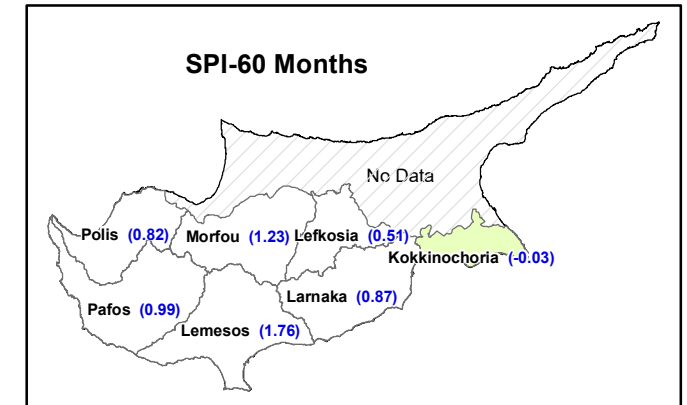 SPI-60 Months
No Data
Polis (0.82)
Morfou (1.23)
Lefkosia (0.51)
Kokkinochoria (-0.03)
Pafos (0.99)
Larnaka (0.87)
Lemesos (1.76)